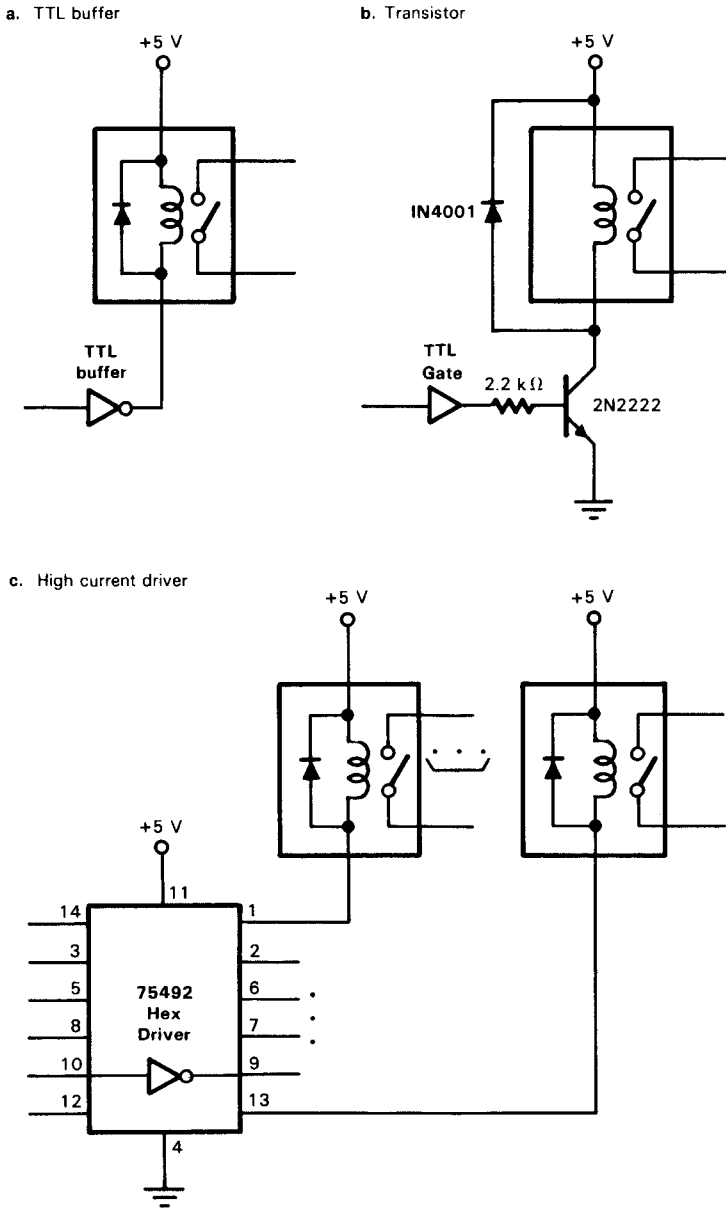 a. TTL buffer
b. Transistor
+5 V
+5 V
IN4001
TTL
buffer
TTL
Gate
2.2 kΩ
2N2222
c. High current driver
+5 V
+5 V
+5 V
11
14
1
3
2
5
6
8
7
10
9
12
13
75492
Hex
Driver
4